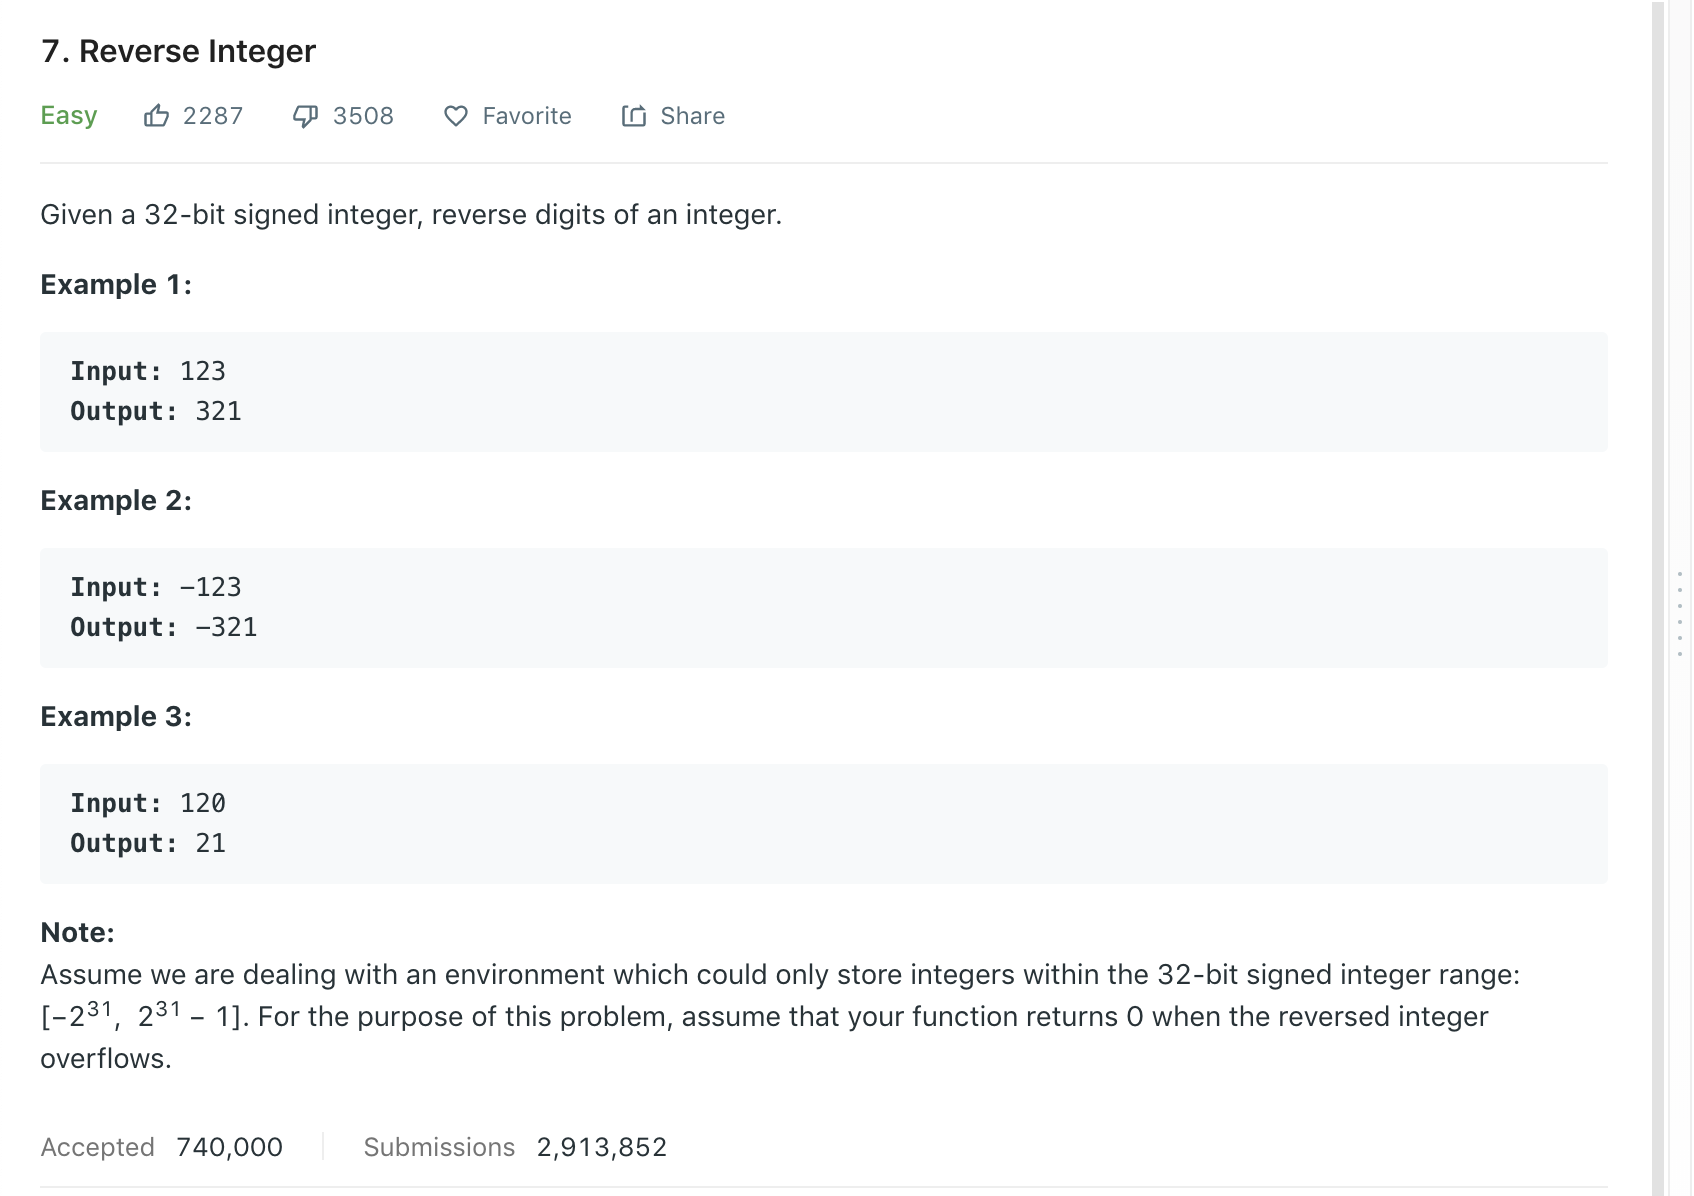 7. Reverse Integer
Easy 2287 3508 Favorite Share
Given a 32-bit signed integer, reverse digits of an integer.
Example 1:
Input: 123
Output: 321
Example 2:
Input: -123
Output: -321
Example 3:
Input: 120
Output: 21
Note:
Assume we are dealing with an environment which could only store integers within the 32-bit signed integer range:
[−2³¹, 2³¹ − 1]. For the purpose of this problem, assume that your function returns 0 when the reversed integer
overflows.
Accepted 740,000 Submissions 2,913,852